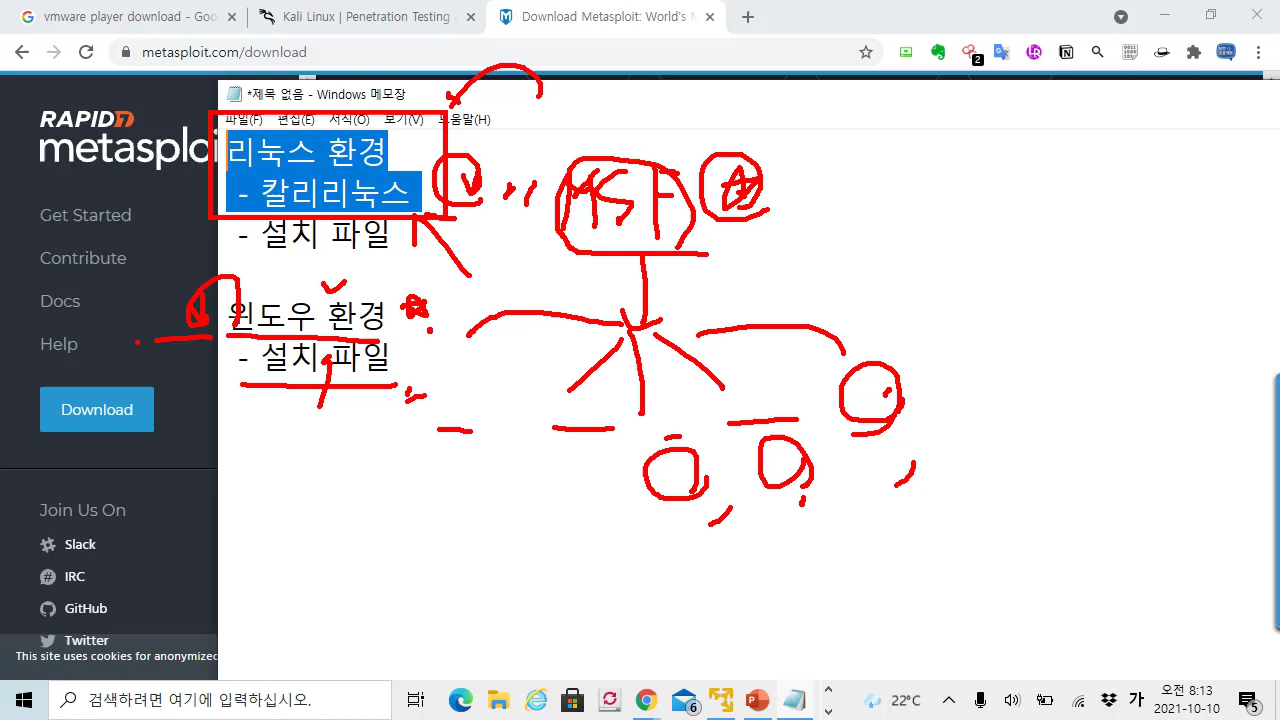 vmware player download - Goo
Kali Linux | Penetration Testing a
Download Metasploit: World's M
metasploit.com/download
2
RAPID7
metasploit
Get Started
Contribute
Docs
Help
Download
Join Us On
Slack
IRC
GitHub
Twitter
This site uses cookies for anonymized
*제목 없음 - Windows 메모장
파일(F) 편집(E) 서식(O) 보기(V) 도움말(H)
리눅스 환경
- 칼리리눅스
- 설치 파일
윈도우 환경
- 설치 파일
MSF
검색하려면 여기에 입력하십시오.
6
22°C
가
오전 8:13
2021-10-10
5